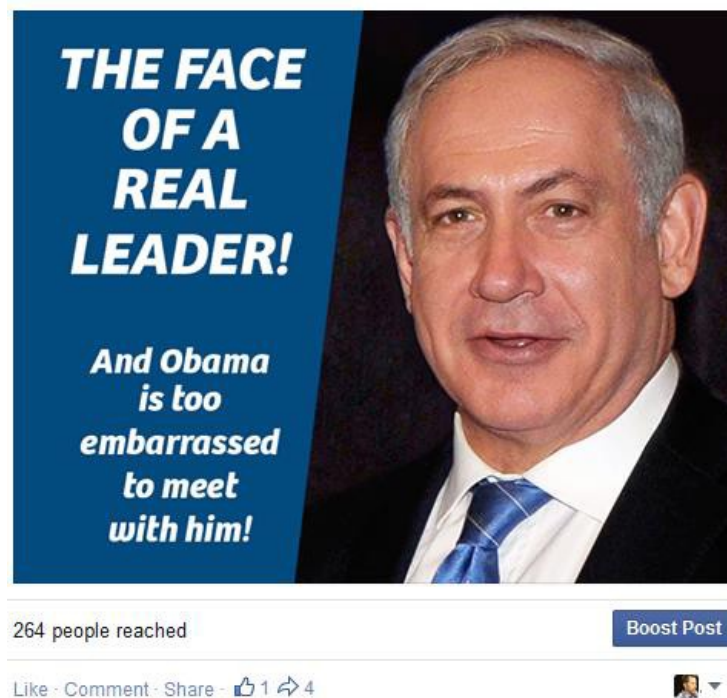 THE FACE
OF A
REAL
LEADER!
And Obama
is too
embarrassed
to meet
with him!
264 people reached
Boost Post
Like · Comment · Share · 1 4